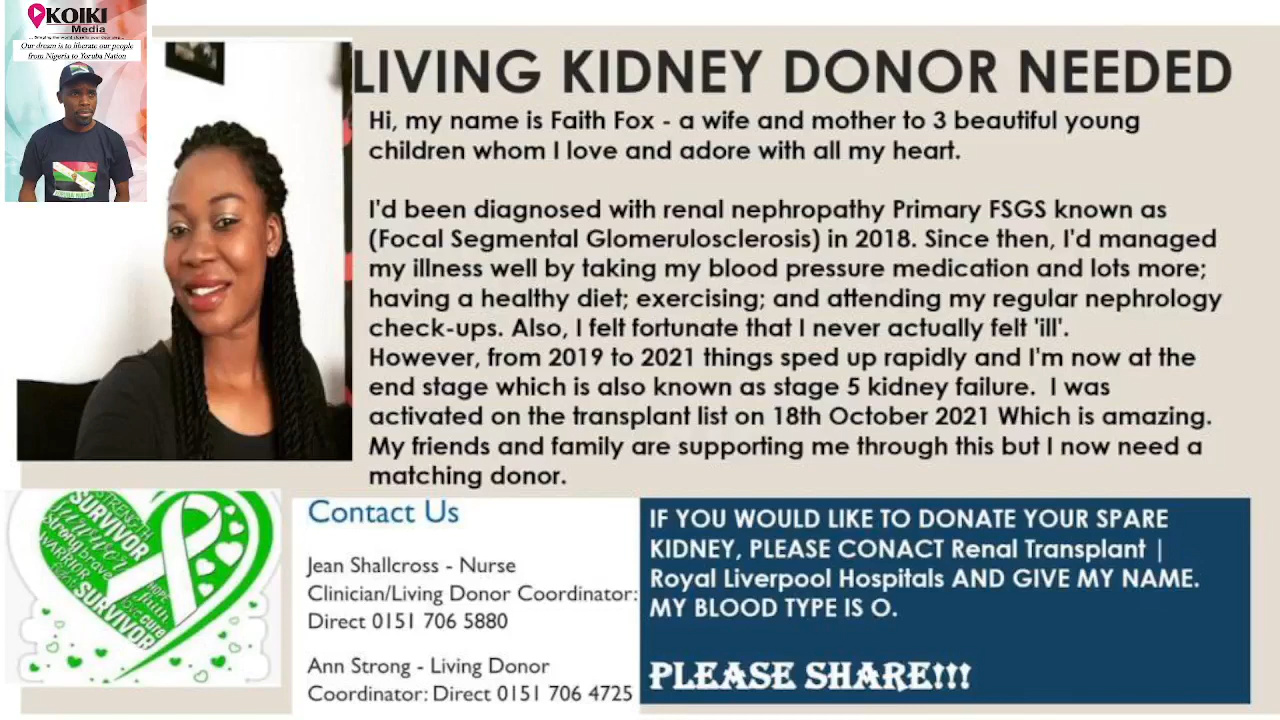 KOIKI
Media
Our dream is to liberate our people
from Nigeria to Yoruba Nation
LIVING KIDNEY DONOR NEEDED
Hi, my name is Faith Fox - a wife and mother to 3 beautiful young
children whom I love and adore with all my heart.
I'd been diagnosed with renal nephropathy Primary FSGS known as
(Focal Segmental Glomerulosclerosis) in 2018. Since then, I'd managed
my illness well by taking my blood pressure medication and lots more;
having a healthy diet; exercising; and attending my regular nephrology
check-ups. Also, I felt fortunate that I never actually felt 'ill'.
However, from 2019 to 2021 things sped up rapidly and I'm now at the
end stage which is also known as stage 5 kidney failure. I was
activated on the transplant list on 18th October 2021 Which is amazing.
My friends and family are supporting me through this but I now need a
matching donor.
STRENGTH
SURVIVOR
Survivor
strong brave
WARRIOR
HOPE
faith
love cure
SURVIVOR
Contact Us
Jean Shallcross - Nurse
Clinician/Living Donor Coordinator:
Direct 0151 706 5880
Ann Strong - Living Donor
Coordinator: Direct 0151 706 4725
IF YOU WOULD LIKE TO DONATE YOUR SPARE
KIDNEY, PLEASE CONACT Renal Transplant |
Royal Liverpool Hospitals AND GIVE MY NAME.
MY BLOOD TYPE IS O.
PLEASE SHARE!!!